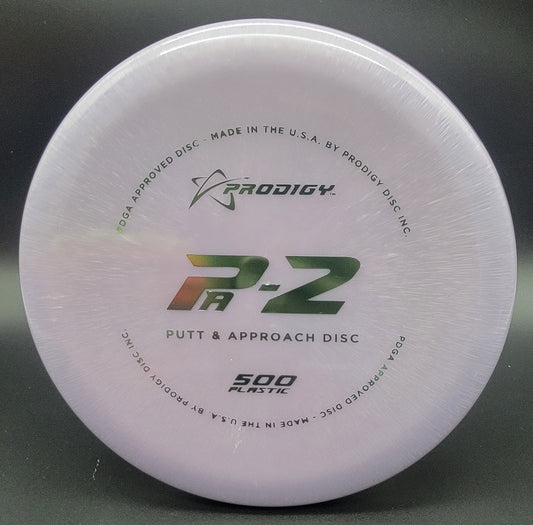 PDGA APPROVED DISC - MADE IN THE U.S.A. BY PRODIGY DISC INC.
PRODIGY™
PA-2
PUTT & APPROACH DISC
500
PLASTIC
PDGA APPROVED DISC - MADE IN THE U.S.A BY PRODIGY DISC INC.